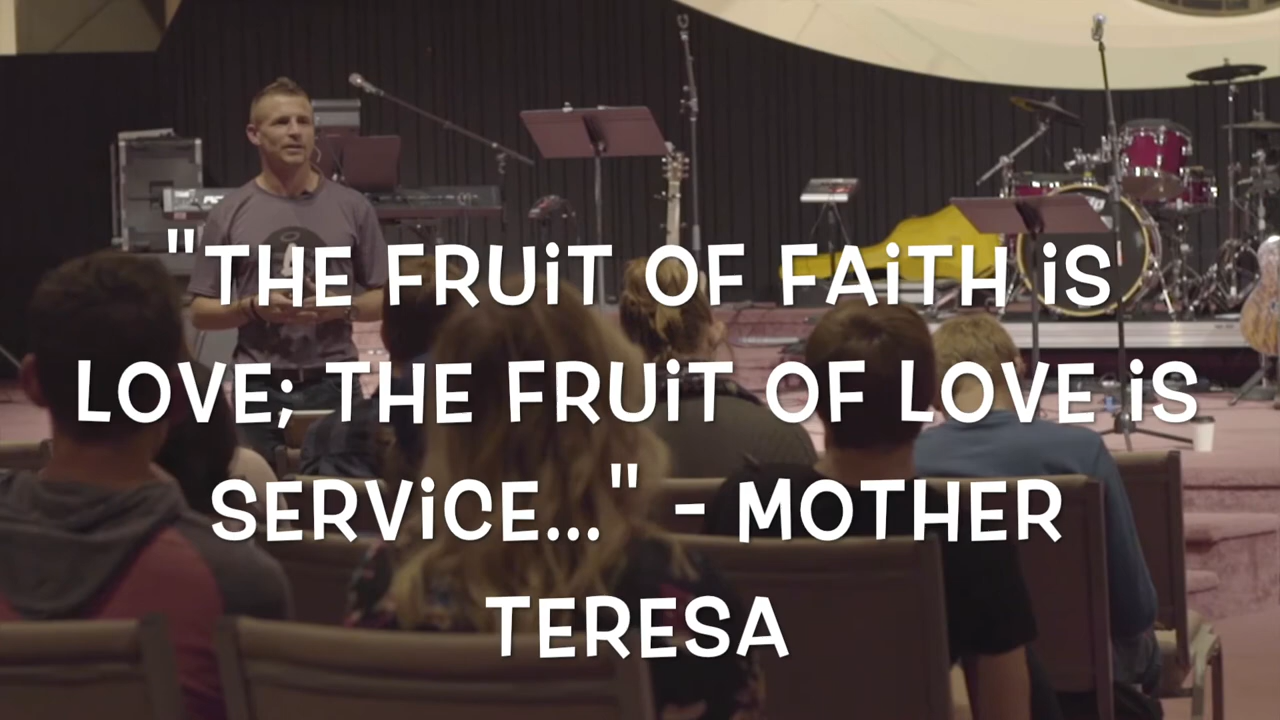 "THE FRUiT OF FAiTH iS
LOVE; THE FRUiT OF LOVE iS
SERViCE..." - MOTHER
TERESA